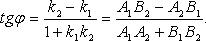 tgφ = (k₂ − k₁)/(1 + k₁k₂) = (A₁B₂ − A₂B₁)/(A₁A₂ + B₁B₂).